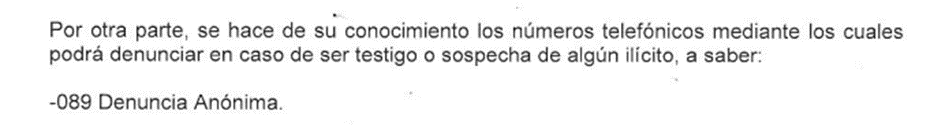 Por otra parte, se hace de su conocimiento los números telefónicos mediante los cuales
podrá denunciar en caso de ser testigo o sospecha de algún ilícito, a saber:
-089 Denuncia Anónima.